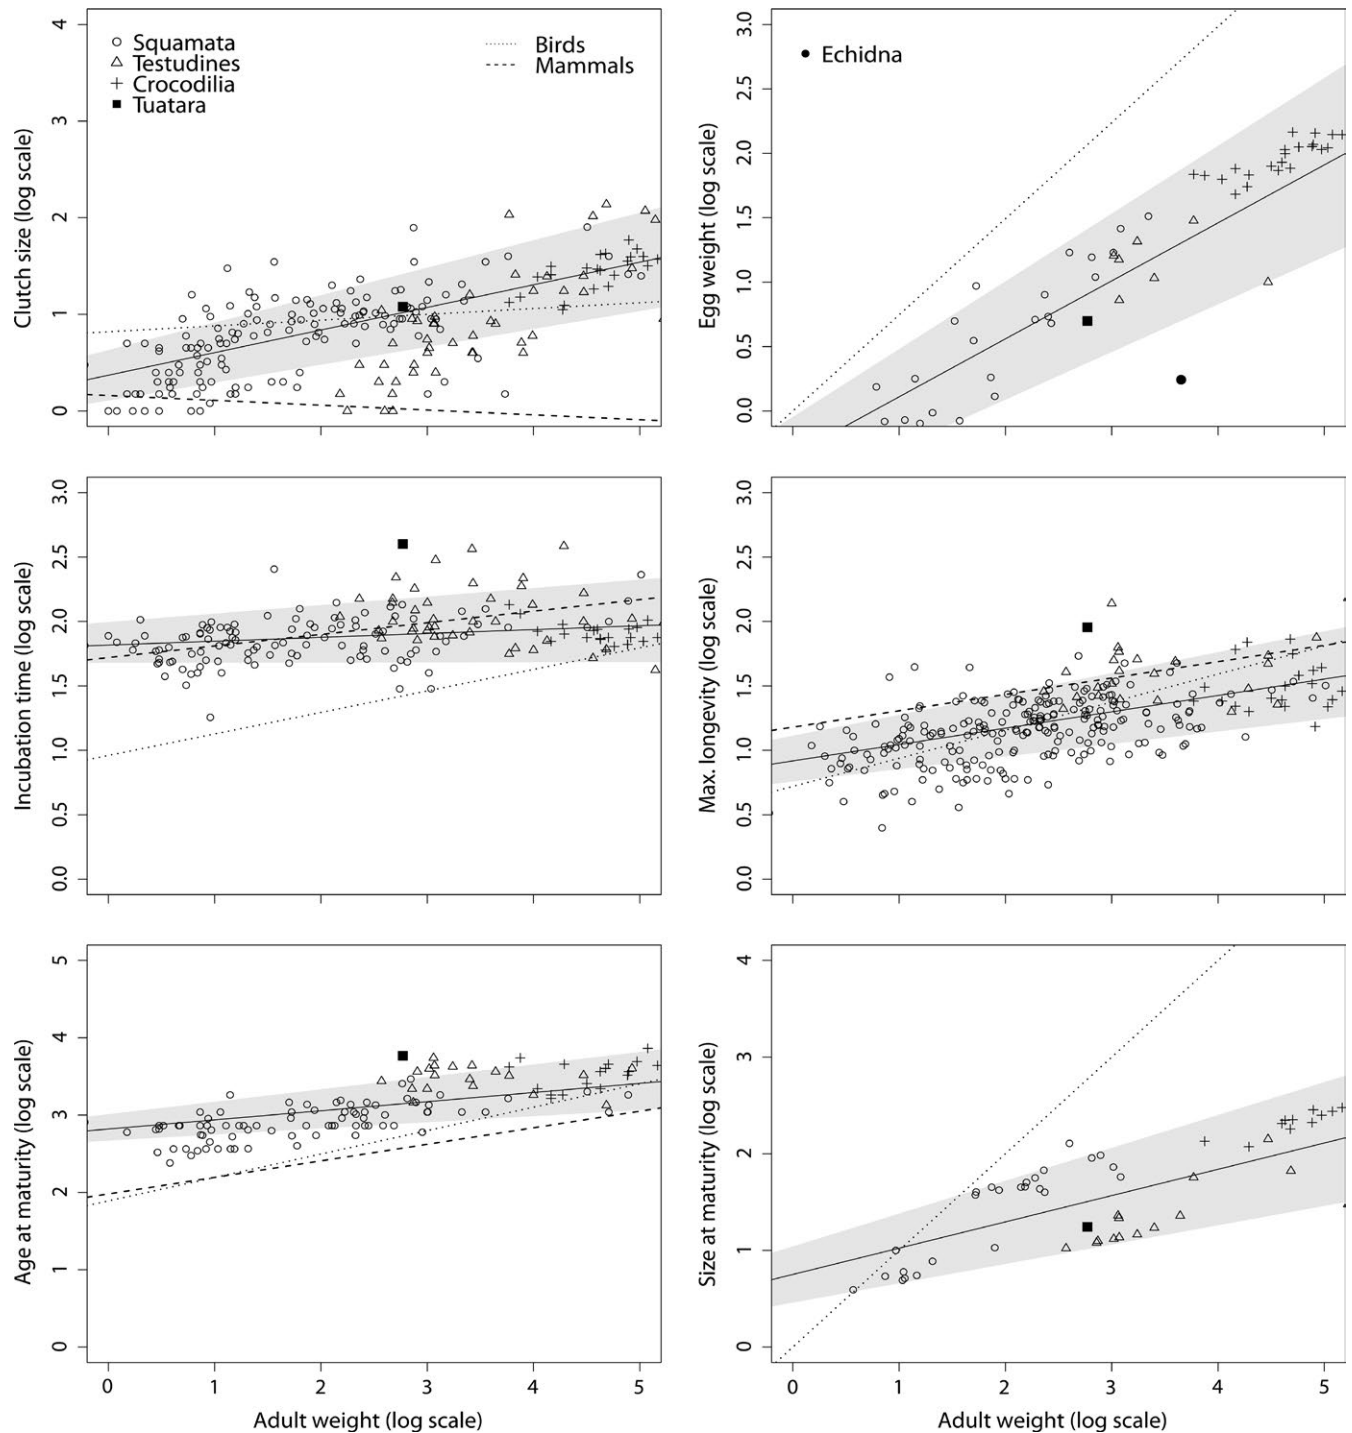 4
3
2
1
0
Clutch size (log scale)
Squamata
Testudines
Crocodilia
Tuatara
Birds
Mammals
3.0
2.5
2.0
1.5
1.0
0.5
0.0
Egg weight (log scale)
Echidna
3.0
2.5
2.0
1.5
1.0
0.5
0.0
Incubation time (log scale)
3.0
2.5
2.0
1.5
1.0
0.5
0.0
Max. longevity (log scale)
5
4
3
2
1
0
Age at maturity (log scale)
0 1 2 3 4 5
Adult weight (log scale)
4
3
2
1
0
Size at maturity (log scale)
0 1 2 3 4 5
Adult weight (log scale)